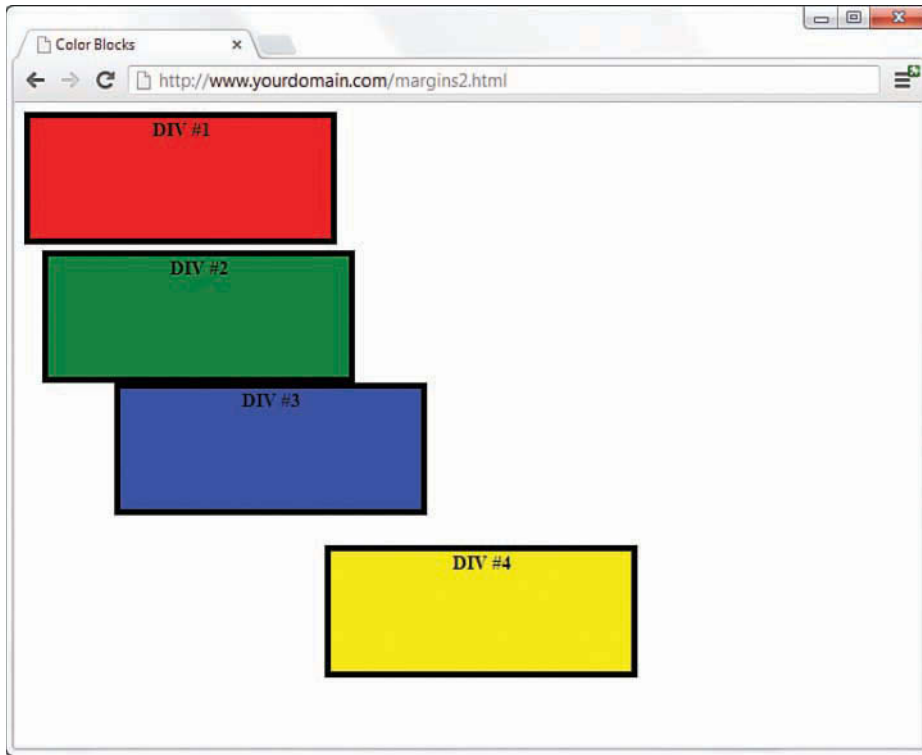 Color Blocks
http://www.yourdomain.com/margins2.html
DIV #1
DIV #2
DIV #3
DIV #4